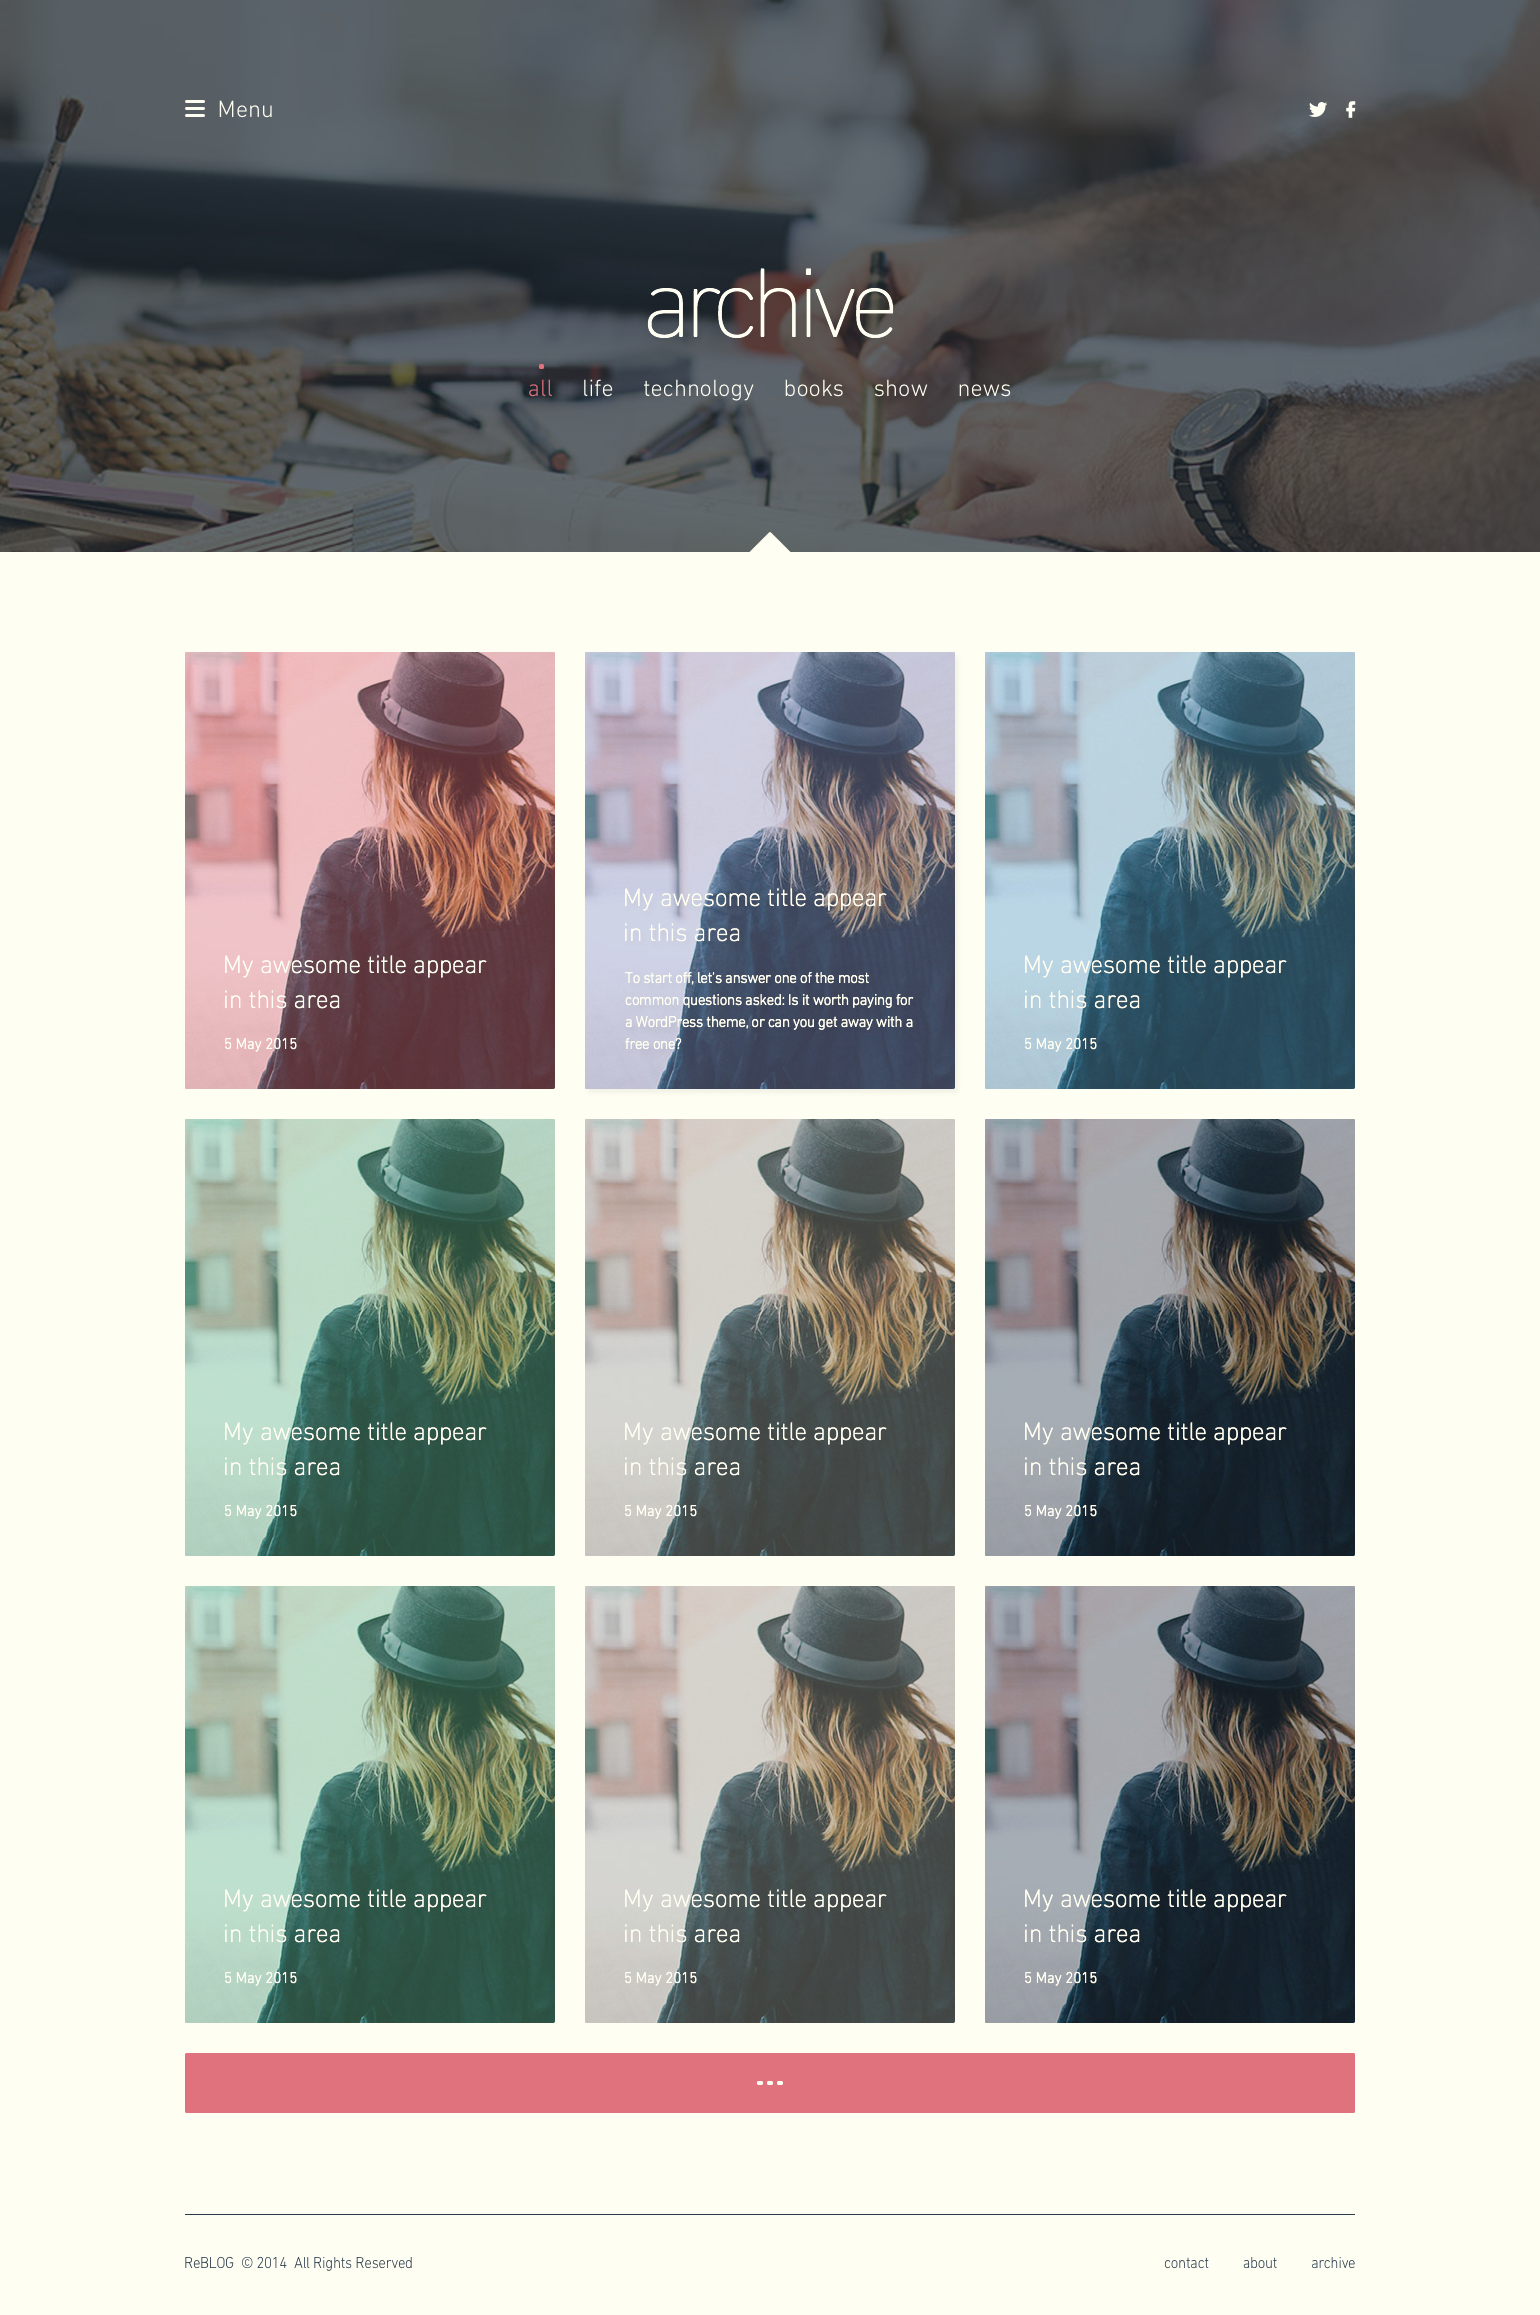 Menu
archive
all life technology books show news
My awesome title appear
in this area
5 May 2015
My awesome title appear
in this area
To start off, let's answer one of the most
common questions asked: Is it worth paying for
a WordPress theme, or can you get away with a
free one?
My awesome title appear
in this area
5 May 2015
My awesome title appear
in this area
5 May 2015
My awesome title appear
in this area
5 May 2015
My awesome title appear
in this area
5 May 2015
My awesome title appear
in this area
5 May 2015
My awesome title appear
in this area
5 May 2015
My awesome title appear
in this area
5 May 2015
ReBLOG © 2014 All Rights Reserved
contact about archive